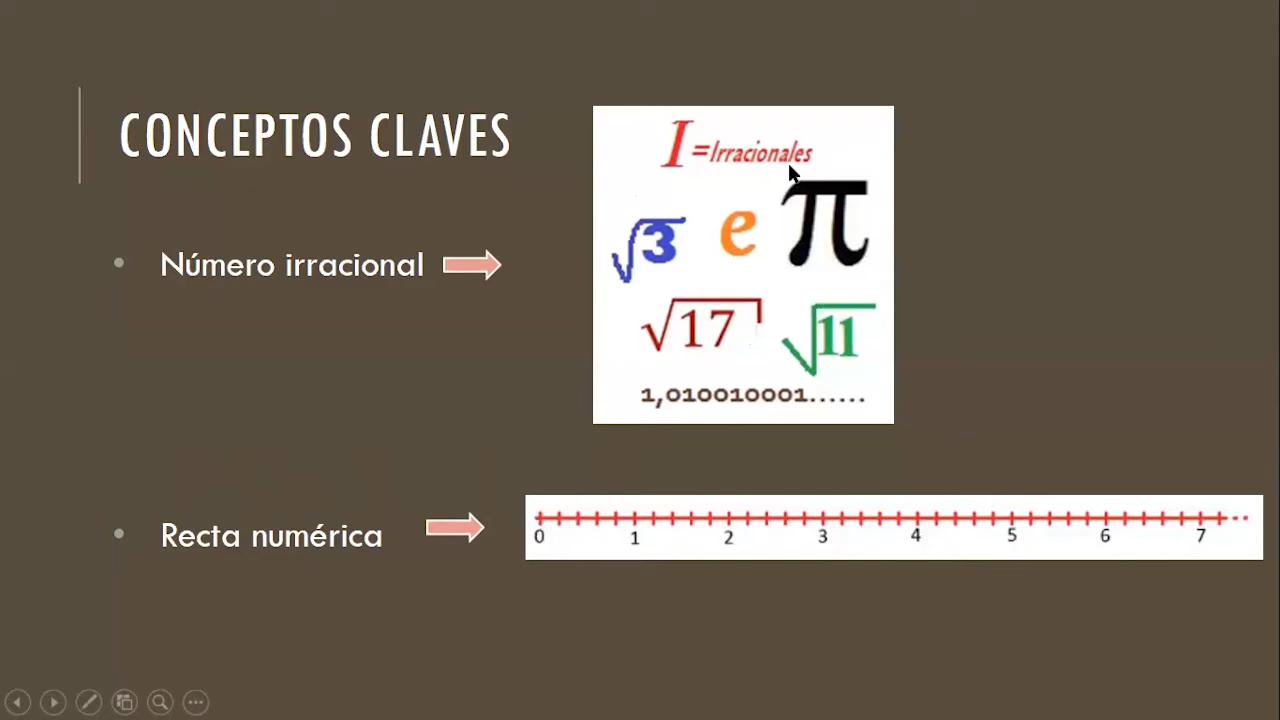 CONCEPTOS CLAVES
I=Irracionales
√3 e π
• Número irracional
√17 √11
1,010010001......
• Recta numérica
0 1 2 3 4 5 6 7